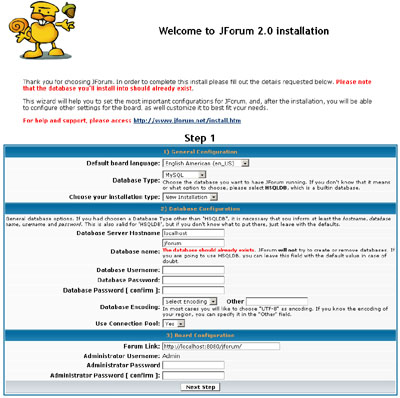 Welcome to JForum 2.0 installation
Thank you for choosing JForum. In order to complete this install please fill out the details requested below. Please note
that the database you'll install into should already exist.
This wizard will help you to set the most important configurations for JForum, and, after the installation, you will be able
to configure other settings for the board, as well customize it to best fit your needs.
For help and support, please access http://www.jforum.net/install.htm
Step 1
1) General Configuration
Default board language: English American (en_US)
Database Type: MySQL
Choose the database you want to have JForum running. If you don't know that it means
or what option to choose, please select HSQLDB, which is a builtin database.
Choose your installation type: New Installation
2) Database Configuration
General database options. If you had choosen a Database Type other than "HSQLDB", it is necessary that you inform at least the hostname, database
name, username and password. This is also valid for "HSQLDB", but if you don't know what to put there, just leave with the defaults.
Database Server Hostname localhost
jforum
Database name: The database should already exists. JForum will not try to create or remove databases. If
you are going to use HSQLDB, you can leave this field with the default value in case of
doubt.
Database Username:
Database Password:
Database Password [ confirm ]:
Database Encoding: Select encoding Other
In most cases you will like to choose "UTF-8" as encoding. If you know the encoding of
your region, you can specify it in the "Other" field.
Use Connection Pool: Yes
3) Board Configuration
Forum Link: http://localhost:8080/jforum/
Administrator Username: Admin
Administrator Password
Administrator Password [ confirm ]:
Next Step